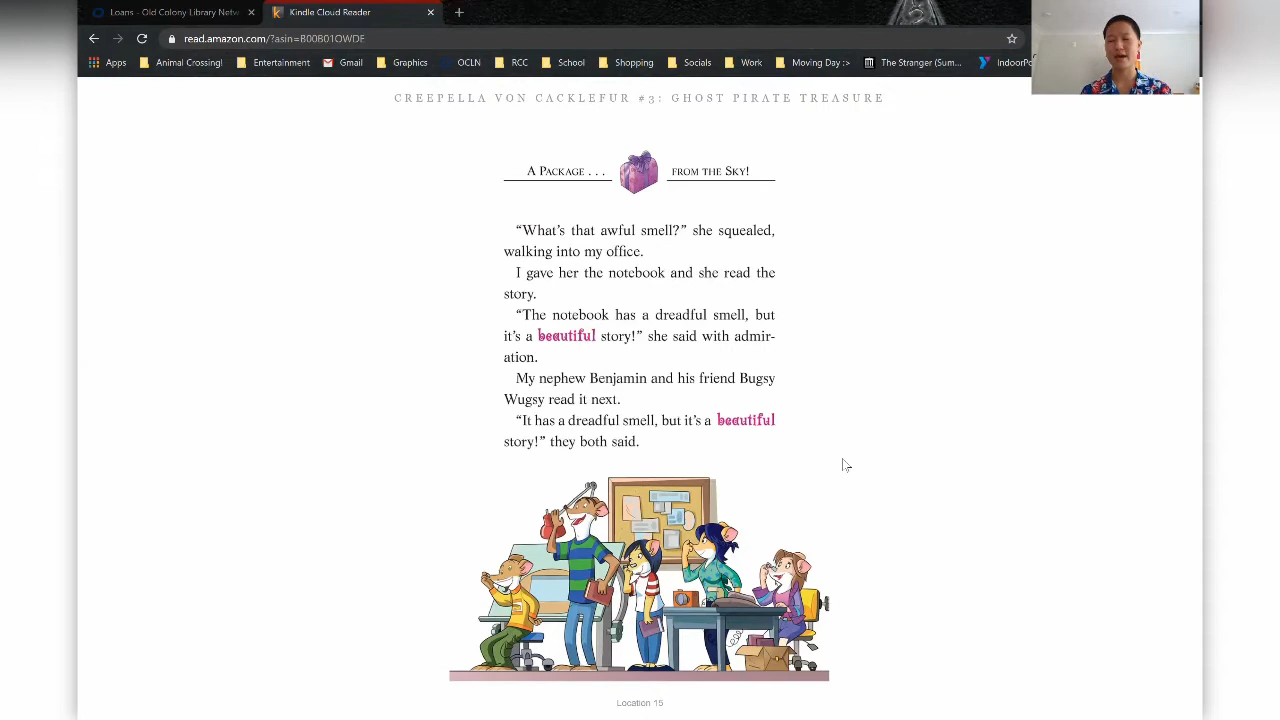 Loans - Old Colony Library Netw
Kindle Cloud Reader
read.amazon.com/?asin=B00B01OWDE
Apps Animal Crossing! Entertainment Gmail Graphics OCLN RCC School Shopping Socials Work Moving Day :> The Stranger (Sum... IndoorPo
CREEPELLA VON CACKLEFUR #3: GHOST PIRATE TREASURE
A PACKAGE . . . FROM THE SKY!
“What’s that awful smell?” she squealed,
walking into my office.
I gave her the notebook and she read the
story.
“The notebook has a dreadful smell, but
it’s a beautiful story!” she said with admir-
ation.
My nephew Benjamin and his friend Bugsy
Wugsy read it next.
“It has a dreadful smell, but it’s a beautiful
story!” they both said.
Location 15